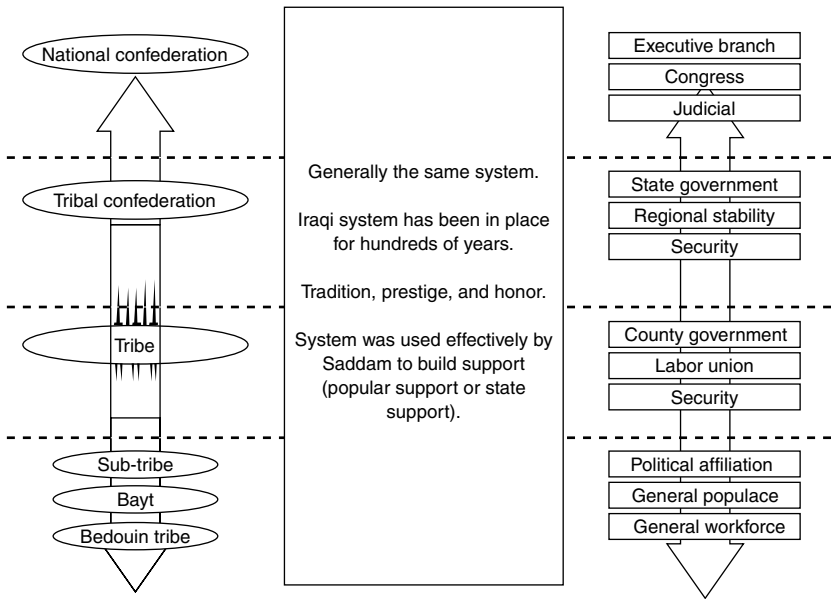 National confederation
Tribal confederation
Tribe
Sub-tribe
Bayt
Bedouin tribe
Generally the same system.
Iraqi system has been in place
for hundreds of years.
Tradition, prestige, and honor.
System was used effectively by
Saddam to build support
(popular support or state
support).
Executive branch
Congress
Judicial
State government
Regional stability
Security
County government
Labor union
Security
Political affiliation
General populace
General workforce